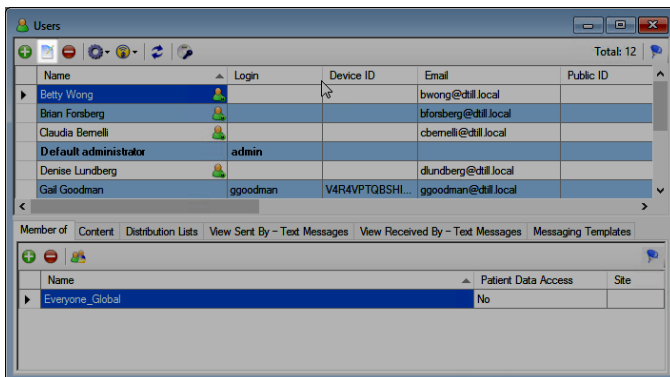 Users
Total: 12
Name Login Device ID Email Public ID
Betty Wong bwong@dtill.local
Brian Forsberg bforsberg@dtill.local
Claudia Bernelli cbernelli@dtill.local
Default administrator admin
Denise Lundberg dlundberg@dtill.local
Gail Goodman ggoodman V4R4VPTQBSHI... ggoodman@dtill.local
Member of Content Distribution Lists View Sent By - Text Messages View Received By - Text Messages Messaging Templates
Name Patient Data Access Site
Everyone_Global No